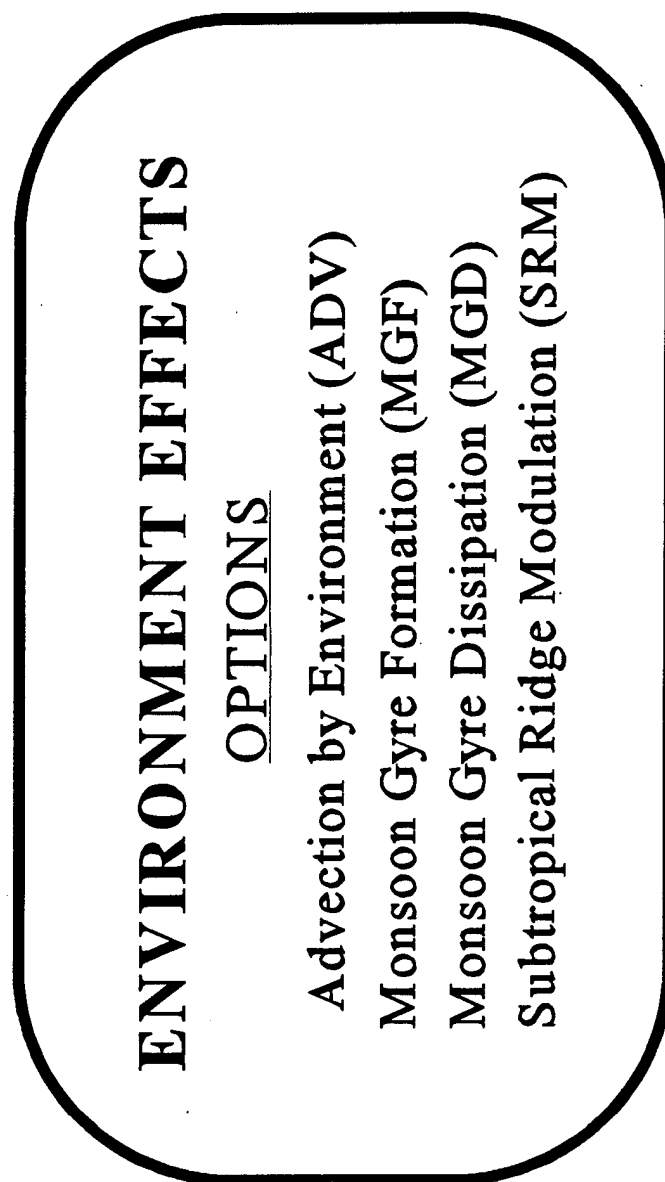 ENVIRONMENT EFFECTS
OPTIONS
Advection by Environment (ADV)
Monsoon Gyre Formation (MGF)
Monsoon Gyre Dissipation (MGD)
Subtropical Ridge Modulation (SRM)